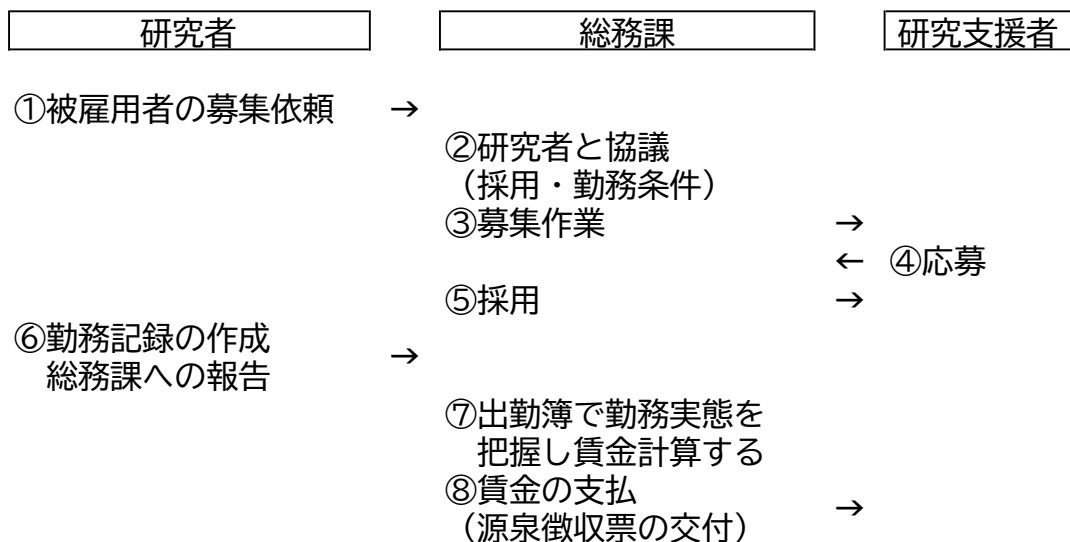 研究者 総務課 研究支援者
①被雇用者の募集依頼 →
②研究者と協議
（採用・勤務条件）
③募集作業 →
← ④応募
⑤採用 →
⑥勤務記録の作成
総務課への報告 →
⑦出勤簿で勤務実態を
把握し賃金計算する
⑧賃金の支払
（源泉徴収票の交付） →